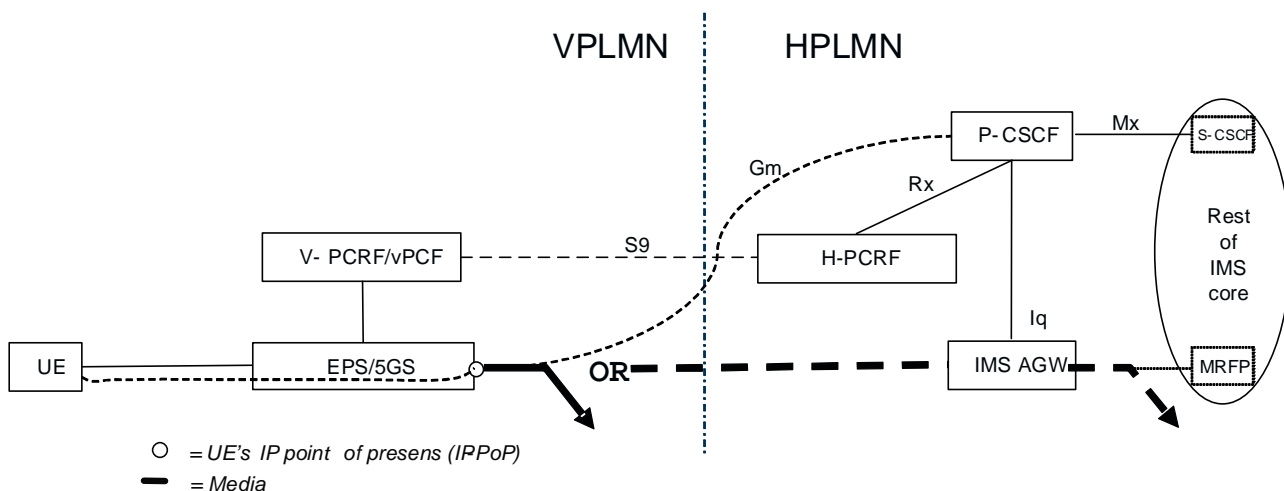 VPLMN
HPLMN
P-CSCF
Mx
S-CSCF
Gm
Rx
Rest
of
IMS
core
V- PCRF/vPCF
S9
H-PCRF
Iq
UE
EPS/5GS
OR
IMS AGW
MRFP
= UE's IP point of presens (IPPoP)
= Media